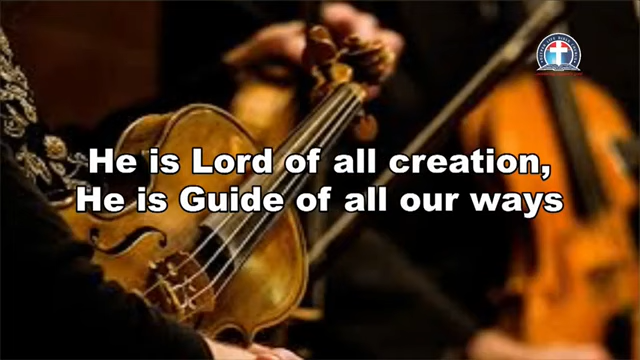 He is Lord of all creation,
He is Guide of all our ways